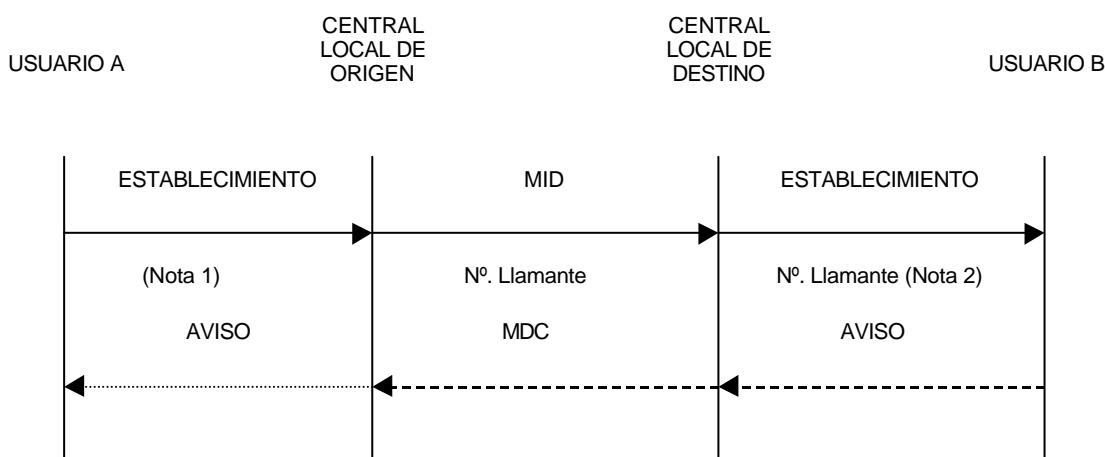 USUARIO A
CENTRAL
LOCAL DE
ORIGEN
CENTRAL
LOCAL DE
DESTINO
USUARIO B
ESTABLECIMIENTO
MID
ESTABLECIMIENTO
(Nota 1)
Nº. Llamante
Nº. Llamante (Nota 2)
AVISO
MDC
AVISO